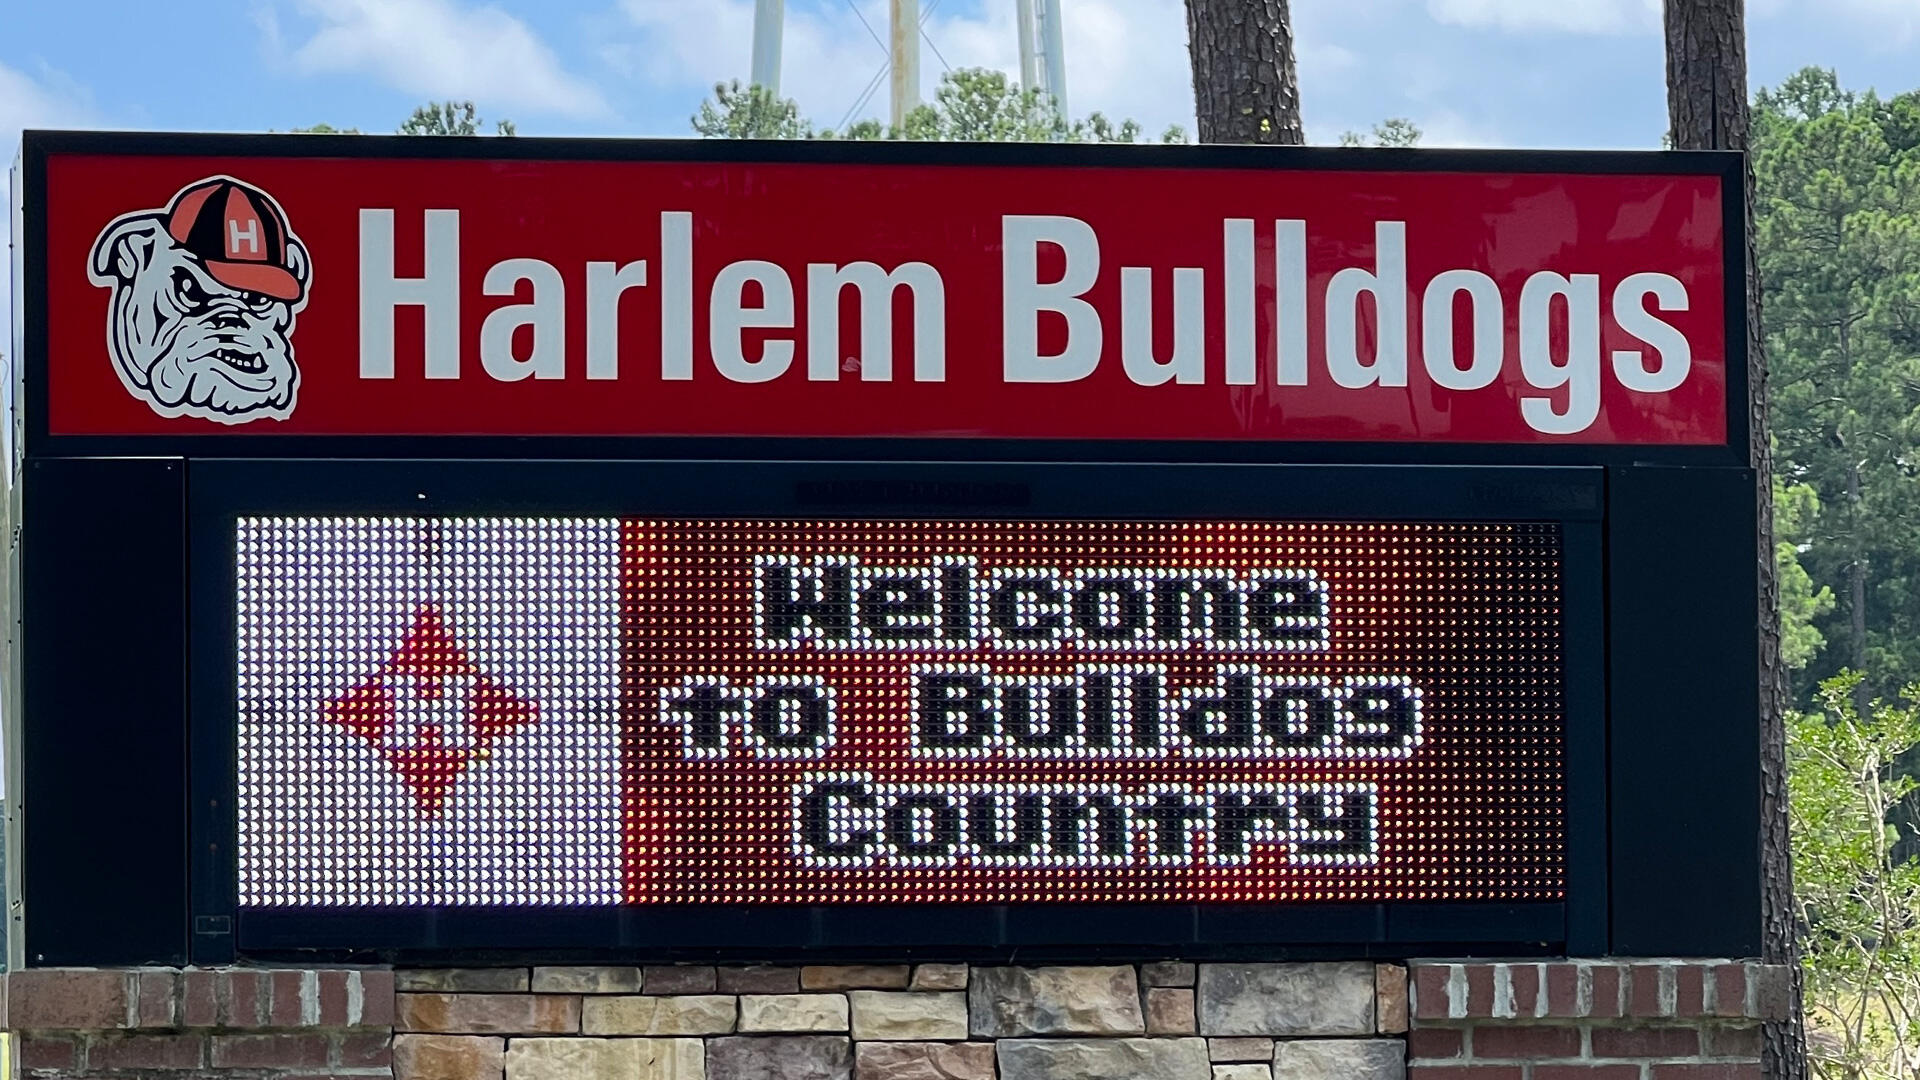 H
Harlem Bulldogs
H
Welcome
to Bulldog
Country